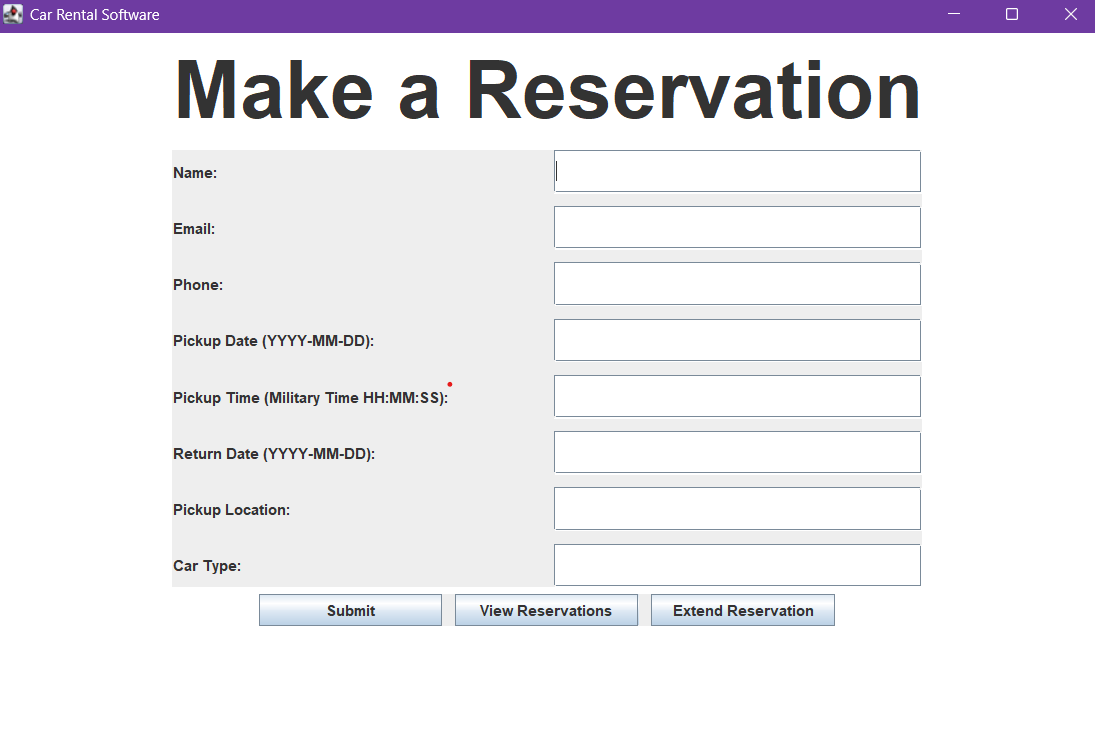 Car Rental Software
Make a Reservation
Name:
Email:
Phone:
Pickup Date (YYYY-MM-DD):
Pickup Time (Military Time HH:MM:SS):
Return Date (YYYY-MM-DD):
Pickup Location:
Car Type:
Submit View Reservations Extend Reservation